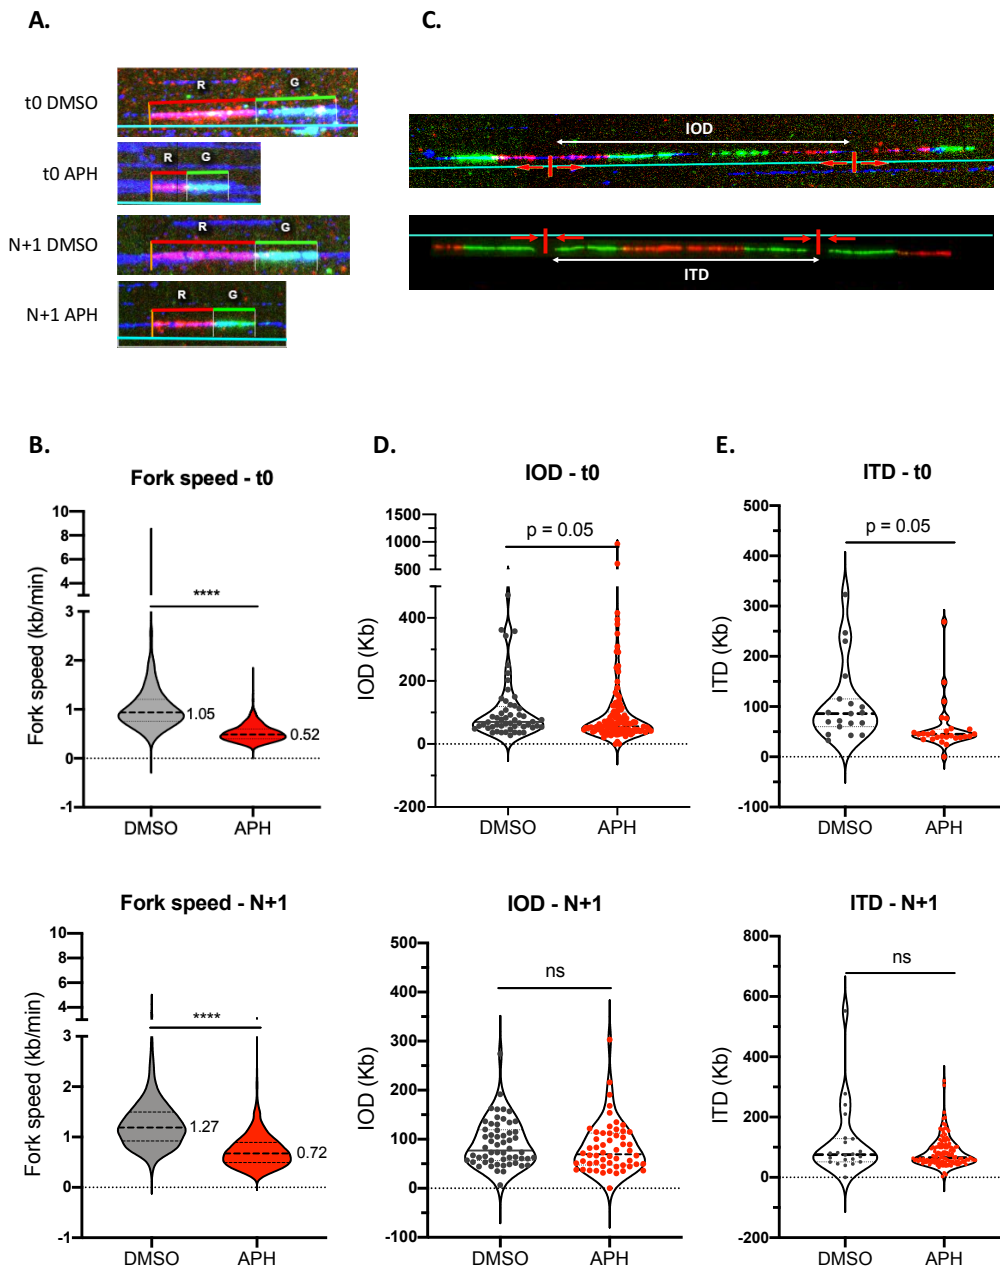 A.
t0 DMSO
R G
t0 APH
R G
N+1 DMSO
R G
N+1 APH
R G
C.
IOD
ITD
B.
Fork speed - t0
Fork speed (kb/min)
10
8
6
4
3
2
1
0
-1
****
1.05
0.52
DMSO APH
D.
IOD - t0
IOD (Kb)
1500
1000
500
400
200
0
-200
p = 0.05
DMSO APH
E.
ITD - t0
ITD (Kb)
500
400
300
200
100
0
-100
p = 0.05
DMSO APH
Fork speed - N+1
Fork speed (kb/min)
10
8
6
4
3
2
1
0
-1
****
1.27
0.72
DMSO APH
IOD - N+1
IOD (Kb)
500
400
300
200
100
0
-100
ns
DMSO APH
ITD - N+1
ITD (Kb)
800
600
400
200
0
-200
ns
DMSO APH